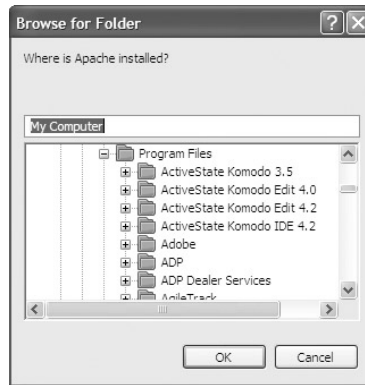 Browse for Folder
Where is Apache installed?
My Computer
Program Files
ActiveState Komodo 3.5
ActiveState Komodo Edit 4.0
ActiveState Komodo Edit 4.2
ActiveState Komodo IDE 4.2
Adobe
ADP
ADP Dealer Services
AgileTrack
OK Cancel